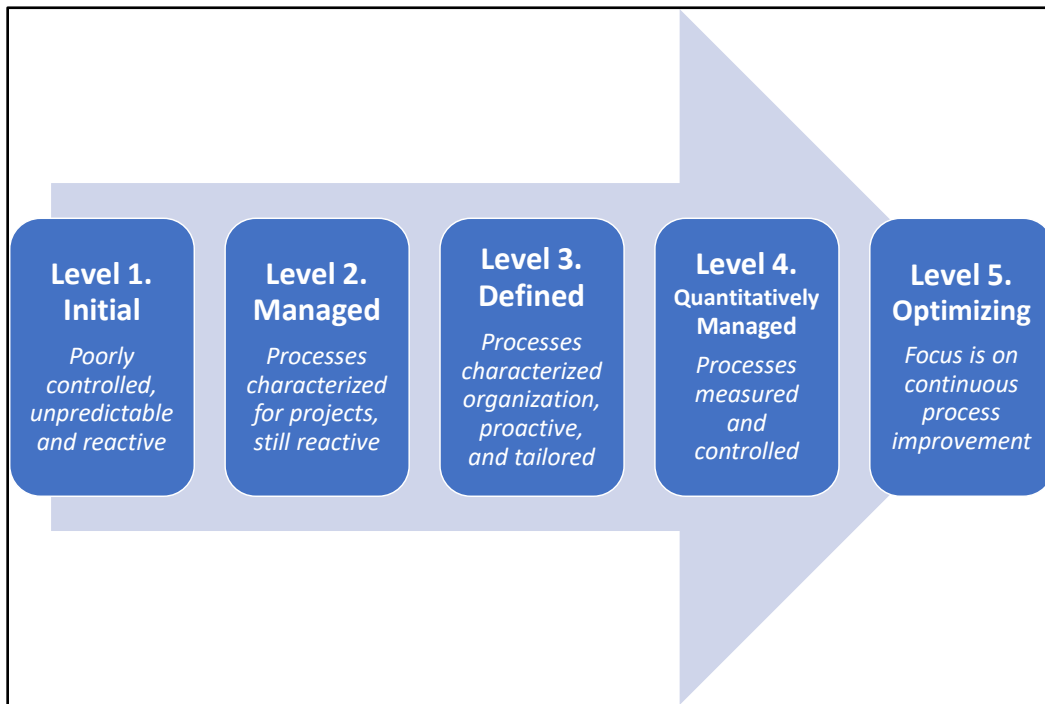 Level 1.
Initial
Poorly
controlled,
unpredictable
and reactive
Level 2.
Managed
Processes
characterized
for projects,
still reactive
Level 3.
Defined
Processes
characterized
organization,
proactive,
and tailored
Level 4.
Quantitatively
Managed
Processes
measured
and
controlled
Level 5.
Optimizing
Focus is on
continuous
process
improvement